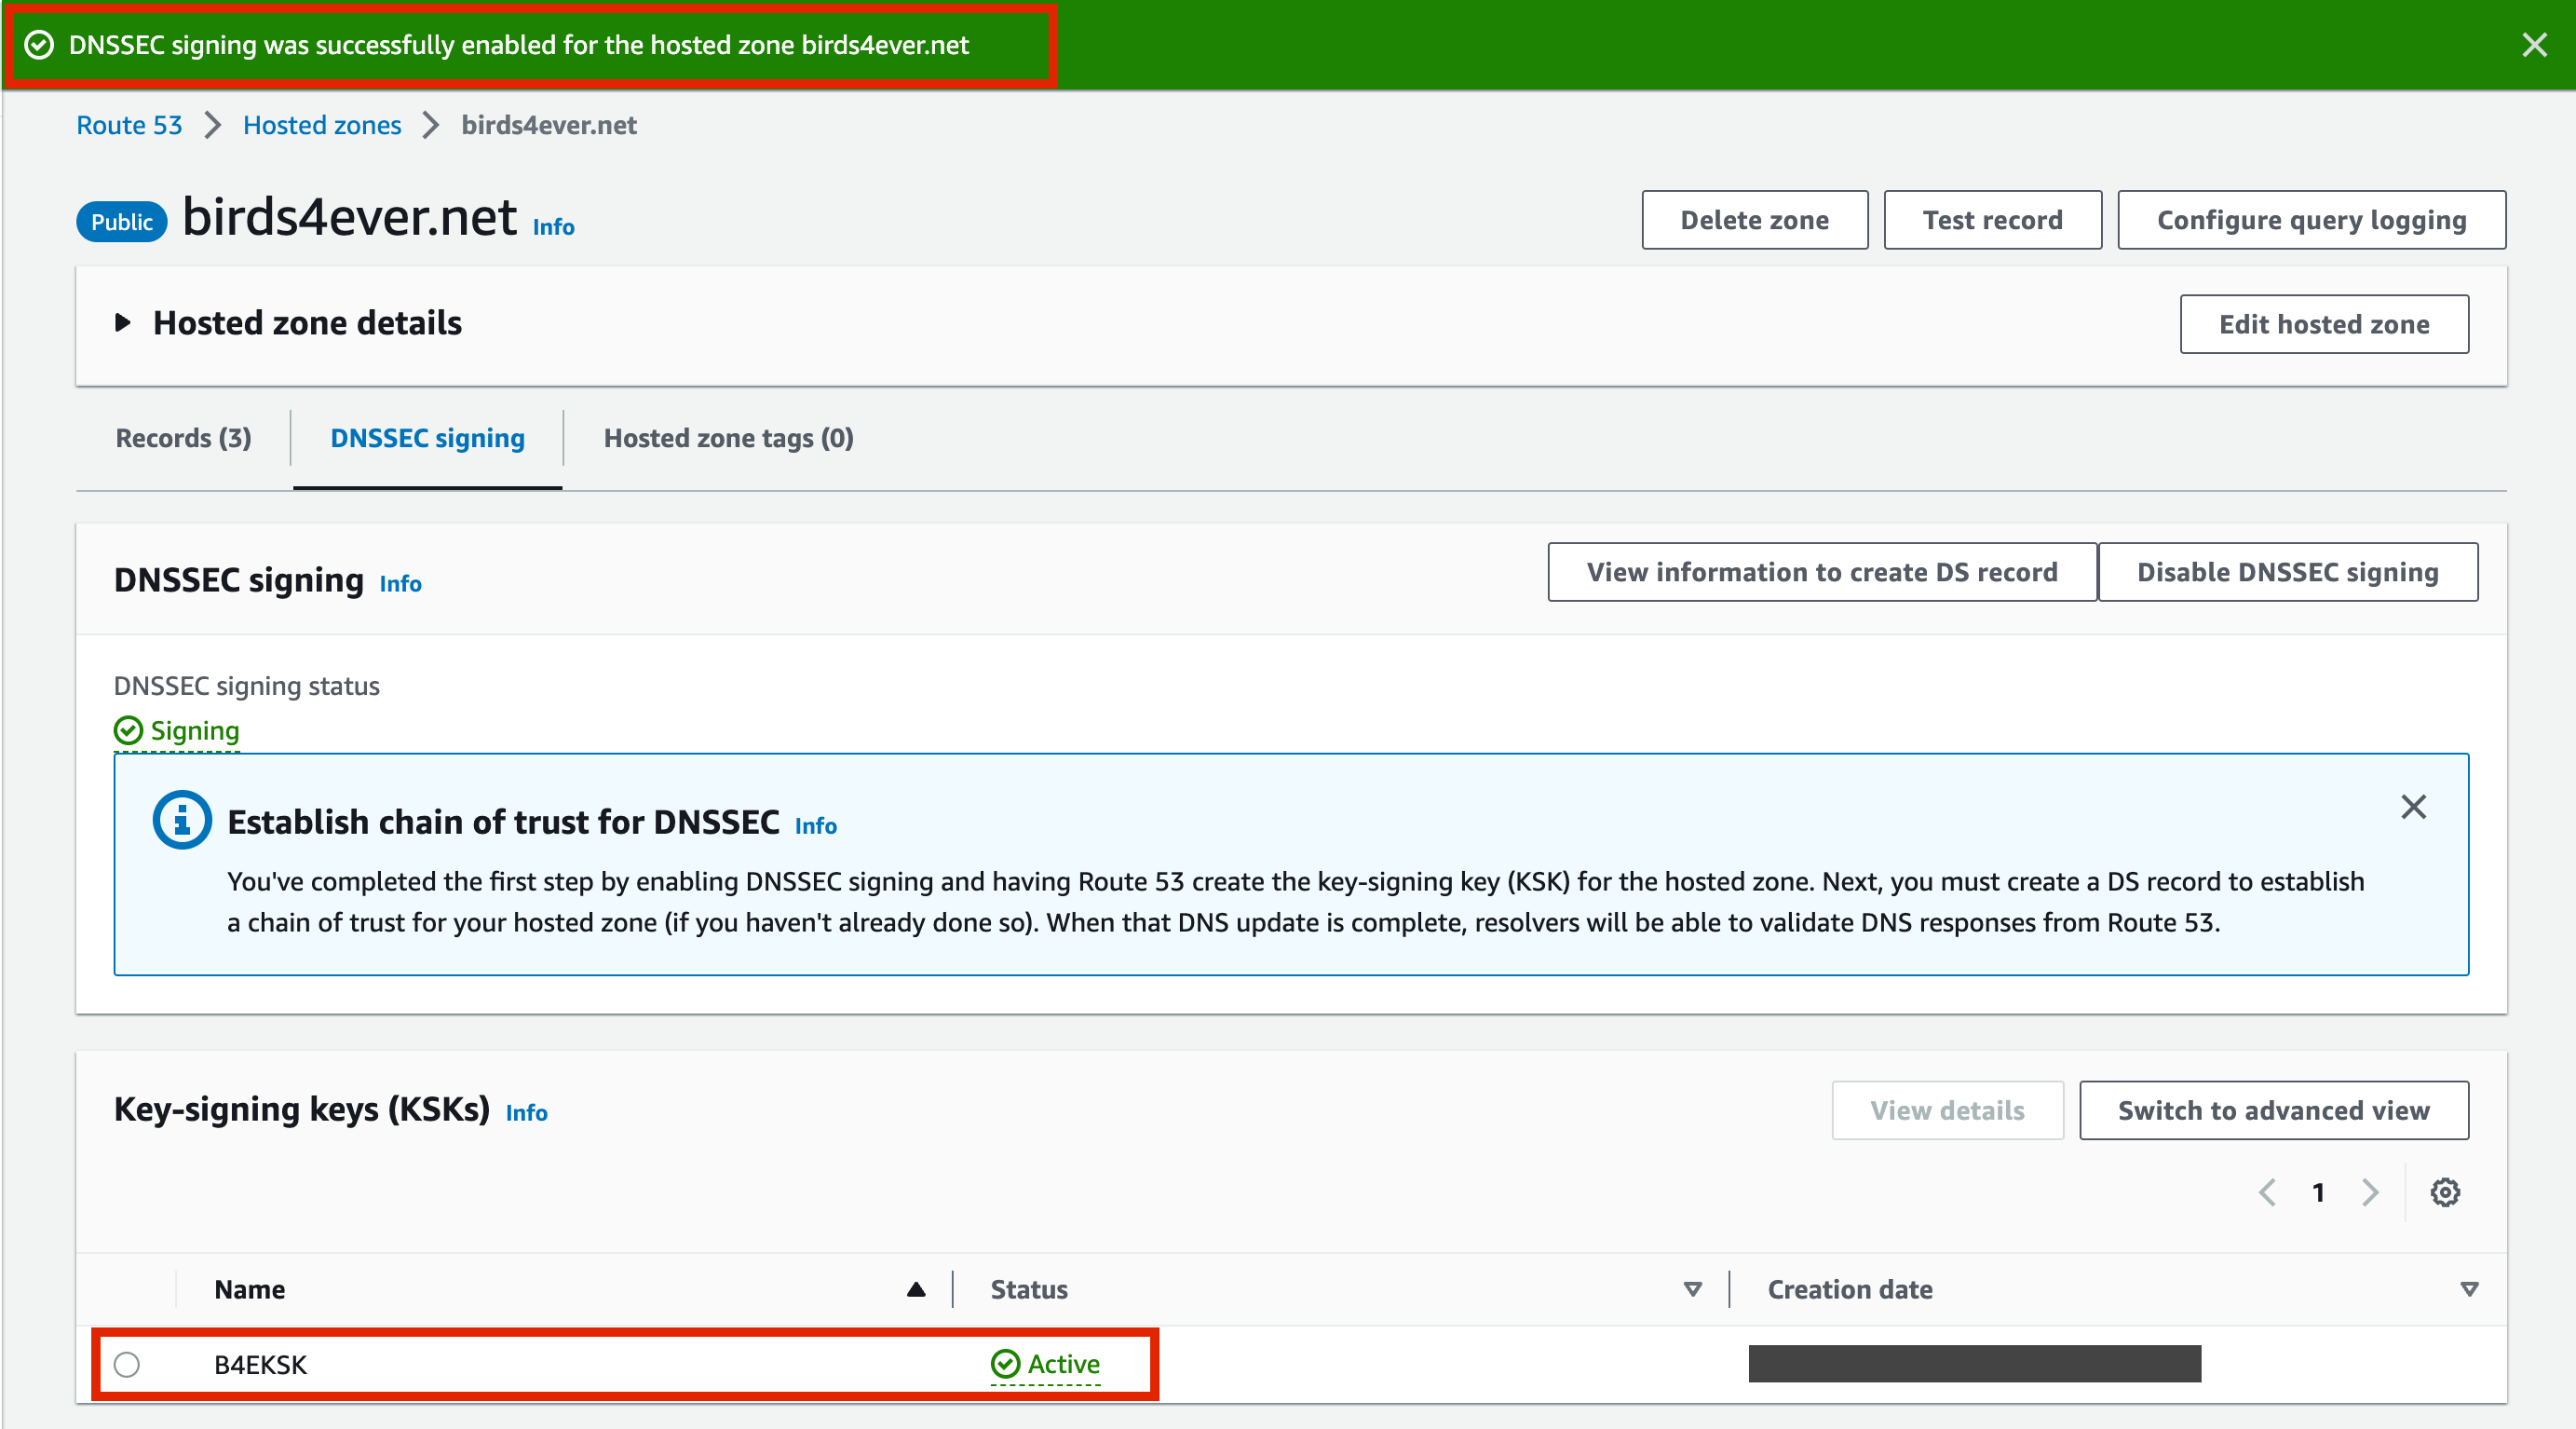 DNSSEC signing was successfully enabled for the hosted zone birds4ever.net
Route 53 Hosted zones birds4ever.net
Public birds4ever.net Info
Delete zone Test record Configure query logging
Hosted zone details Edit hosted zone
Records (3) DNSSEC signing Hosted zone tags (0)
DNSSEC signing Info View information to create DS record Disable DNSSEC signing
DNSSEC signing status
Signing
Establish chain of trust for DNSSEC Info
You've completed the first step by enabling DNSSEC signing and having Route 53 create the key-signing key (KSK) for the hosted zone. Next, you must create a DS record to establish
a chain of trust for your hosted zone (if you haven't already done so). When that DNS update is complete, resolvers will be able to validate DNS responses from Route 53.
Key-signing keys (KSKs) Info View details Switch to advanced view
1
Name Status Creation date
B4EKSK Active